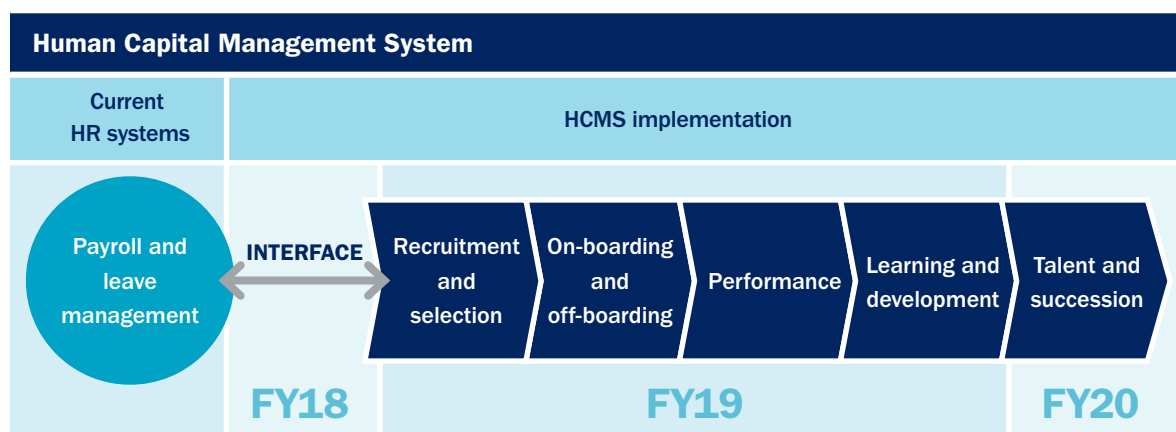 Human Capital Management System
Current
HR systems
HCMS implementation
Payroll and
leave
management
INTERFACE
Recruitment
and
selection
On-boarding
and
off-boarding
Performance
Learning and
development
Talent and
succession
FY18
FY19
FY20